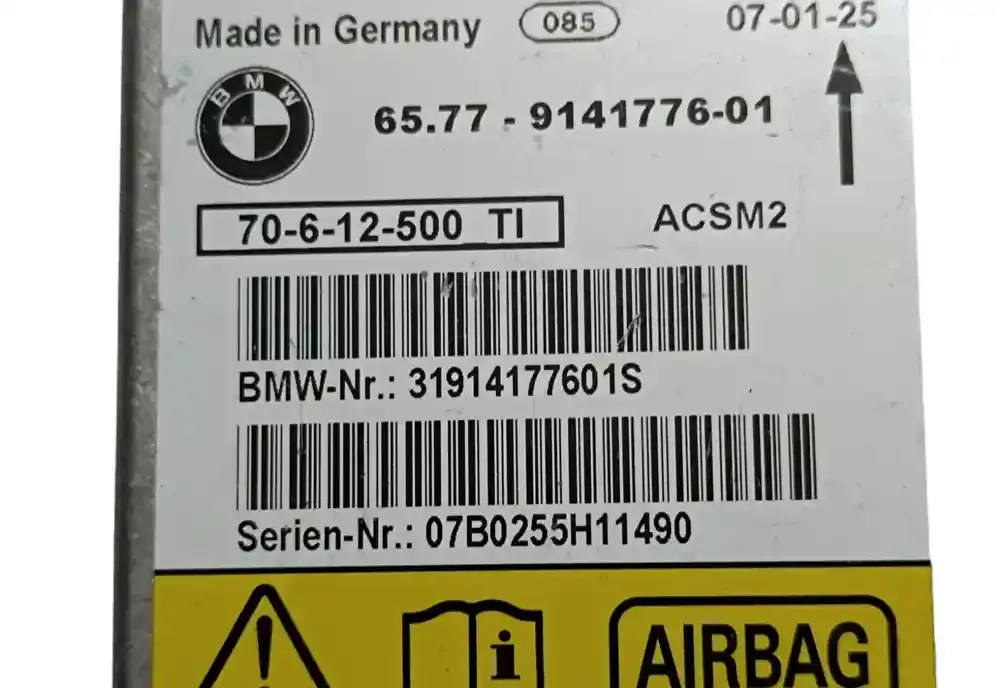 Made in Germany 085 07-01-25
BMW
65.77 - 9141776-01
70-6-12-500 TI ACSM2
BMW-Nr.: 31914177601S
Serien-Nr.: 07B0255H11490
i AIRBAG